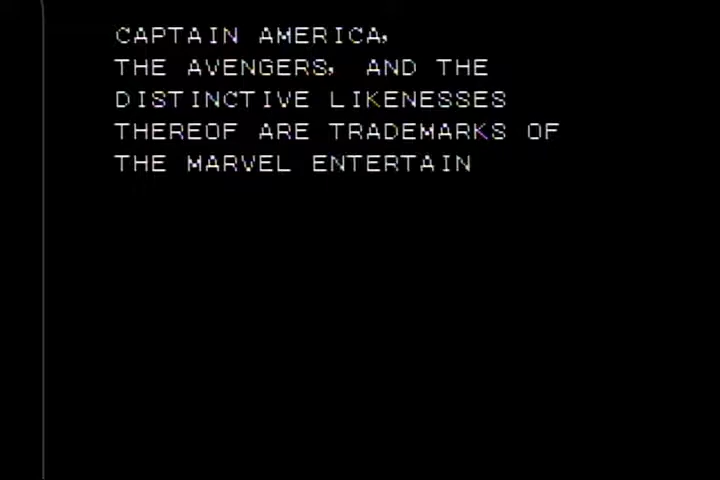 CAPTAIN AMERICA,
THE AVENGERS, AND THE
DISTINCTIVE LIKENESSES
THEREOF ARE TRADEMARKS OF
THE MARVEL ENTERTAIN